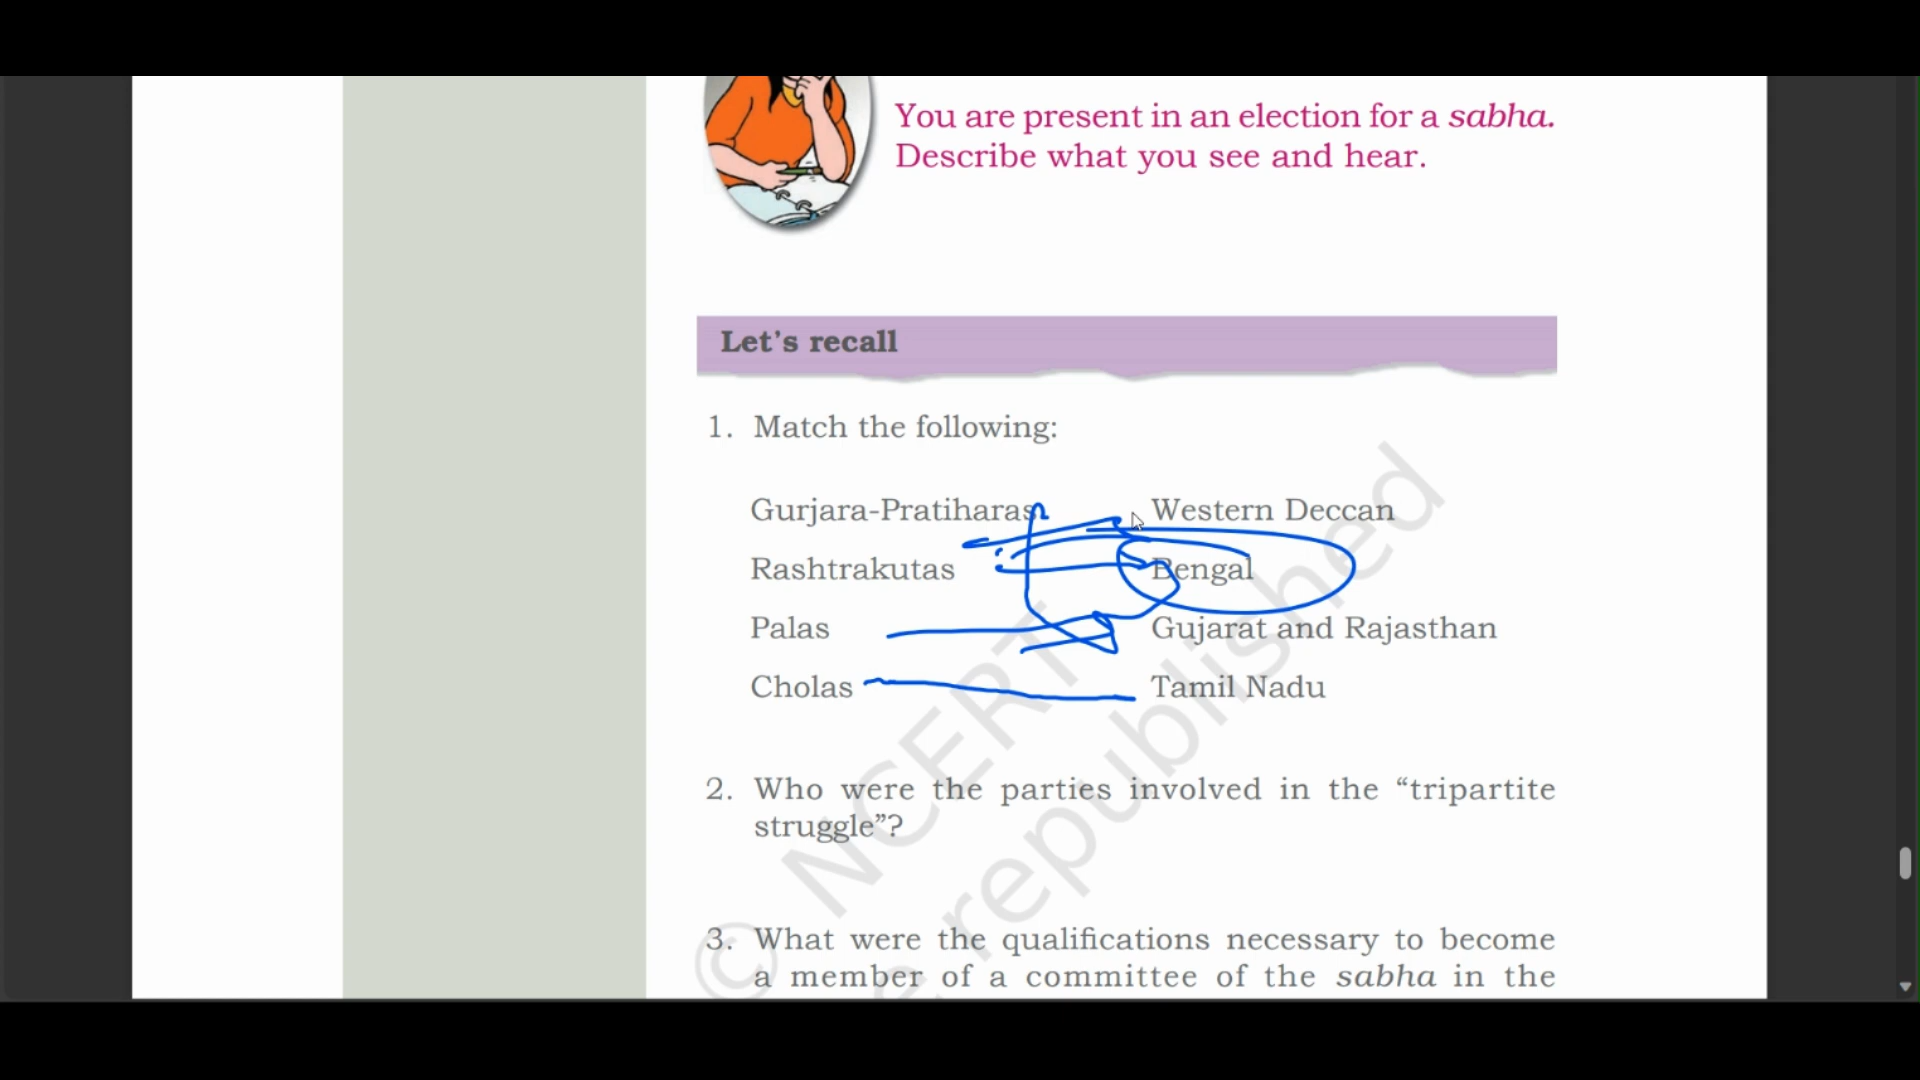 You are present in an election for a sabha.
Describe what you see and hear.
Let's recall
1. Match the following:
Gurjara-Pratiharas Western Deccan
Rashtrakutas Bengal
Palas Gujarat and Rajasthan
Cholas Tamil Nadu
2. Who were the parties involved in the “tripartite
struggle”?
3. What were the qualifications necessary to become
a member of a committee of the sabha in the
© NCERT
republished